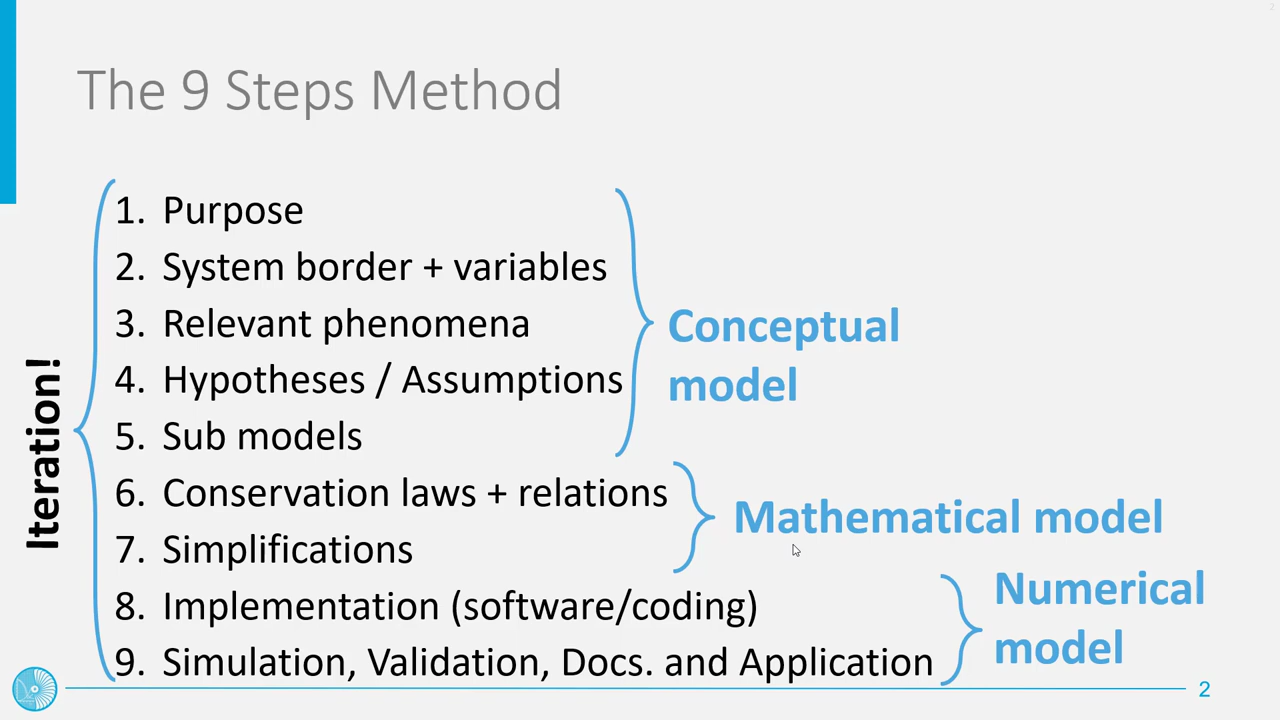 The 9 Steps Method
1. Purpose
2. System border + variables
3. Relevant phenomena
4. Hypotheses / Assumptions
5. Sub models
6. Conservation laws + relations
7. Simplifications
8. Implementation (software/coding)
9. Simulation, Validation, Docs. and Application
Iteration!
Conceptual
model
Mathematical model
Numerical
model
2
2